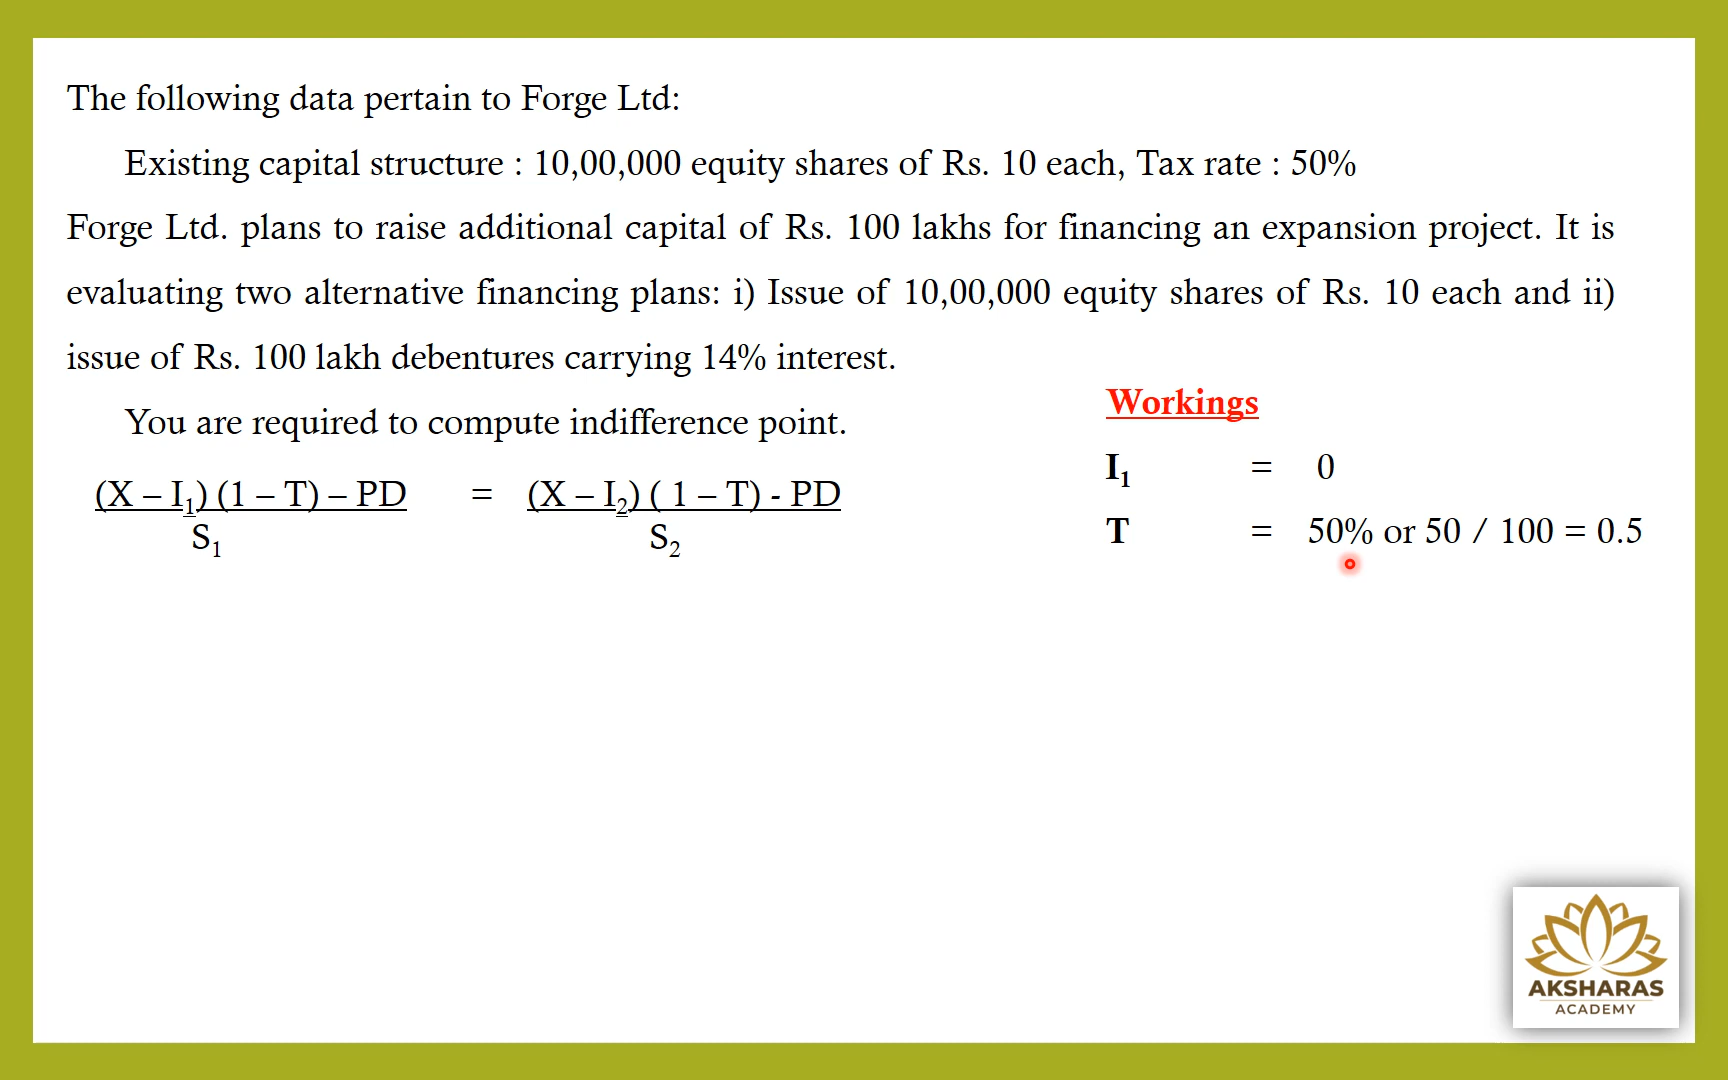 The following data pertain to Forge Ltd:
Existing capital structure : 10,00,000 equity shares of Rs. 10 each, Tax rate : 50%
Forge Ltd. plans to raise additional capital of Rs. 100 lakhs for financing an expansion project. It is
evaluating two alternative financing plans: i) Issue of 10,00,000 equity shares of Rs. 10 each and ii)
issue of Rs. 100 lakh debentures carrying 14% interest.
You are required to compute indifference point.
(X – I₁) (1 – T) – PD = (X – I₂) ( 1 – T) - PD
S₁ S₂
Workings
I₁ = 0
T = 50% or 50 / 100 = 0.5
AKSHARAS
ACADEMY